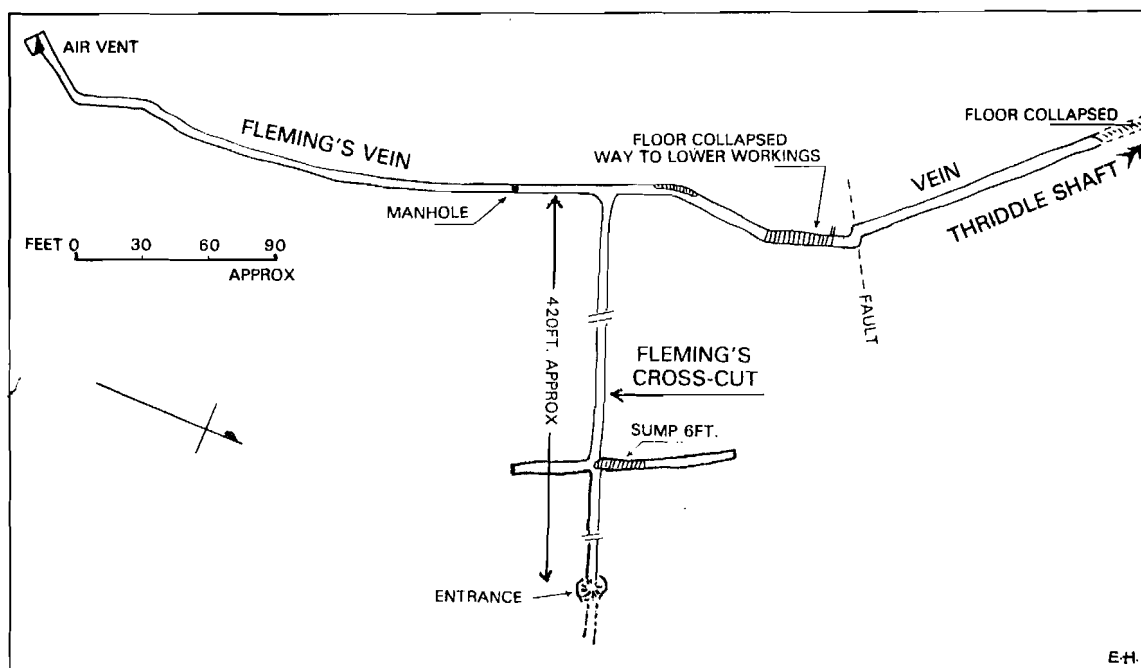 AIR VENT
FLEMING'S VEIN
FLOOR COLLAPSED
WAY TO LOWER WORKINGS
FLOOR COLLAPSED
VEIN
THRIDDLE SHAFT
MANHOLE
FEET 0 30 60 90
APPROX
420FT. APPROX
FAULT
FLEMING'S
CROSS-CUT
SUMP 6FT.
ENTRANCE
E.H.